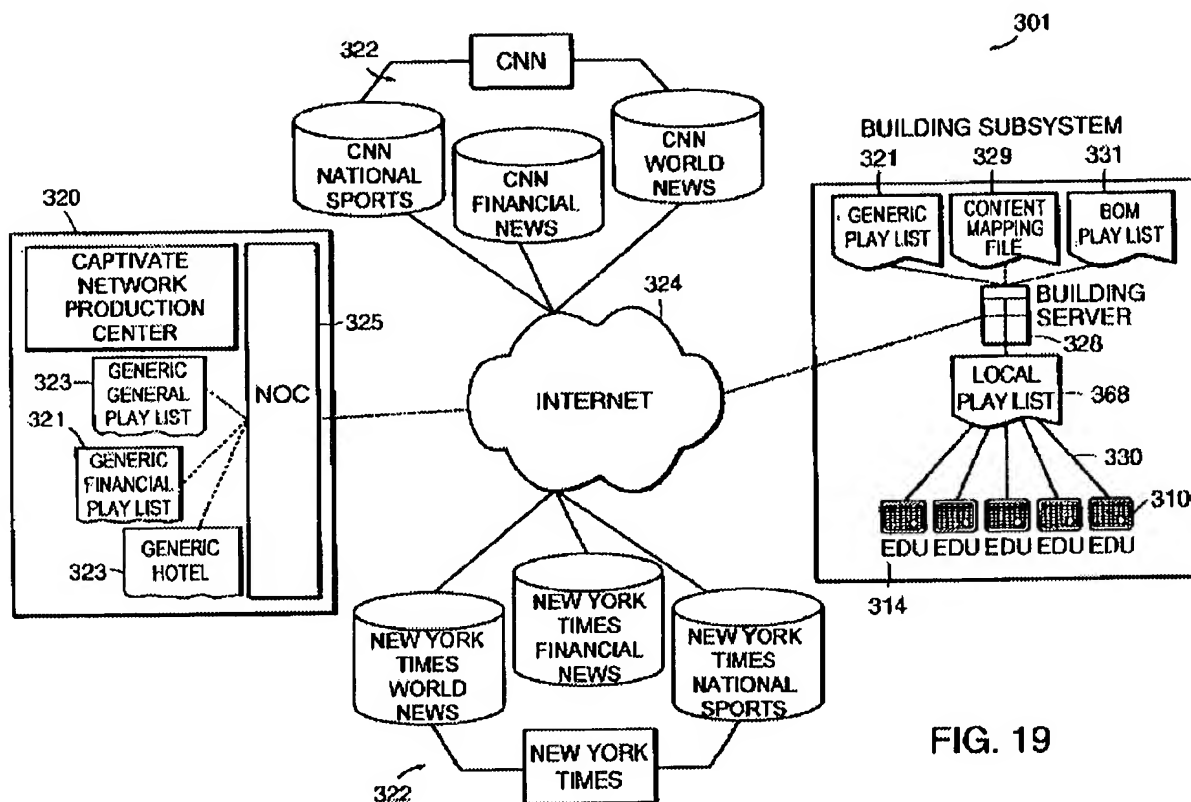 301
322
CNN
CNN
NATIONAL
SPORTS
CNN
FINANCIAL
NEWS
CNN
WORLD
NEWS
BUILDING SUBSYSTEM
321
329
331
GENERIC
PLAY LIST
CONTENT
MAPPING
FILE
BOM
PLAY LIST
BUILDING
SERVER
328
LOCAL
PLAY LIST
368
330
310
EDU EDU EDU EDU EDU
314
320
CAPTIVATE
NETWORK
PRODUCTION
CENTER
325
NOC
323
GENERIC
GENERAL
PLAY LIST
321
GENERIC
FINANCIAL
PLAY LIST
323
GENERIC
HOTEL
324
INTERNET
NEW YORK
TIMES
WORLD
NEWS
NEW YORK
TIMES
FINANCIAL
NEWS
NEW YORK
TIMES
NATIONAL
SPORTS
NEW YORK
TIMES
322
FIG. 19